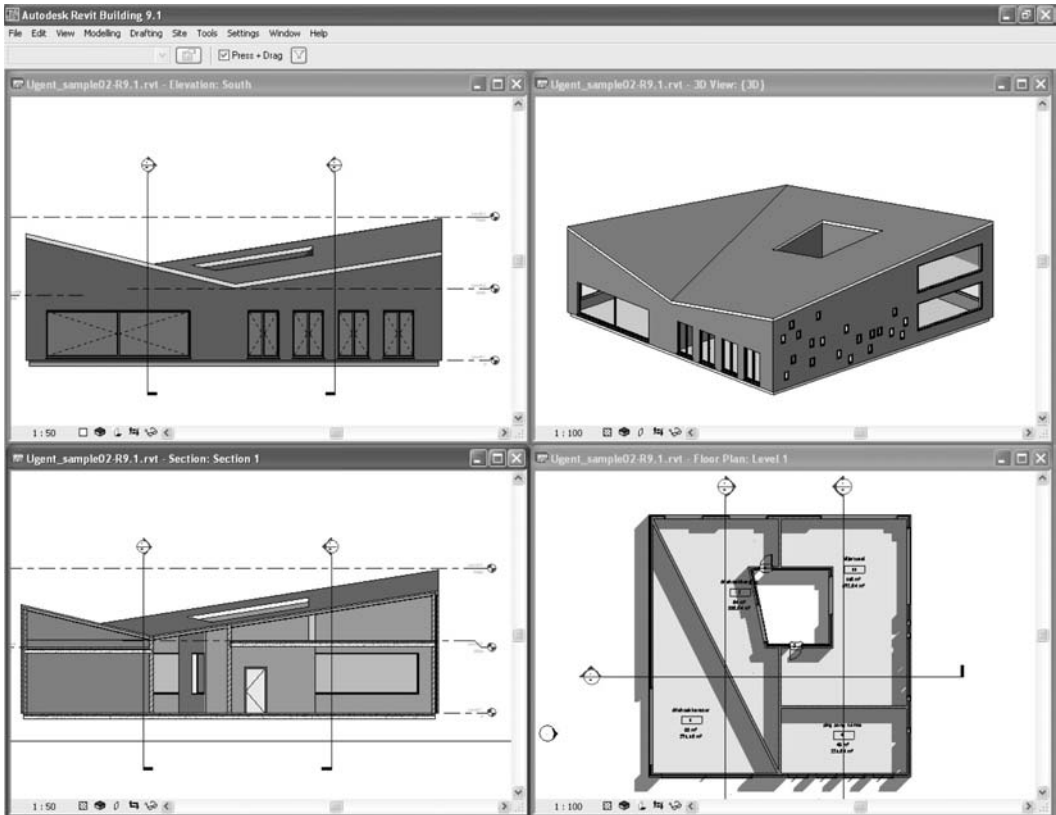 Autodesk Revit Building 9.1
File Edit View Modelling Drafting Site Tools Settings Window Help
Press + Drag
Ugent_sample02-R9.1.rvt - Elevation: South
1 : 50
Ugent_sample02-R9.1.rvt - 3D View: {3D}
1 : 100
Ugent_sample02-R9.1.rvt - Section: Section 1
1 : 50
Ugent_sample02-R9.1.rvt - Floor Plan: Level 1
1 : 100